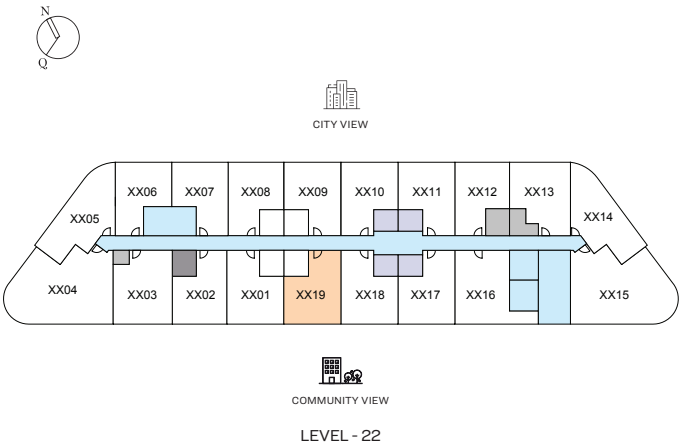 N
Q
CITY VIEW
XX06 XX07 XX08 XX09 XX10 XX11 XX12 XX13
XX05 XX14
XX04 XX03 XX02 XX01 XX19 XX18 XX17 XX16 XX15
COMMUNITY VIEW
LEVEL - 22